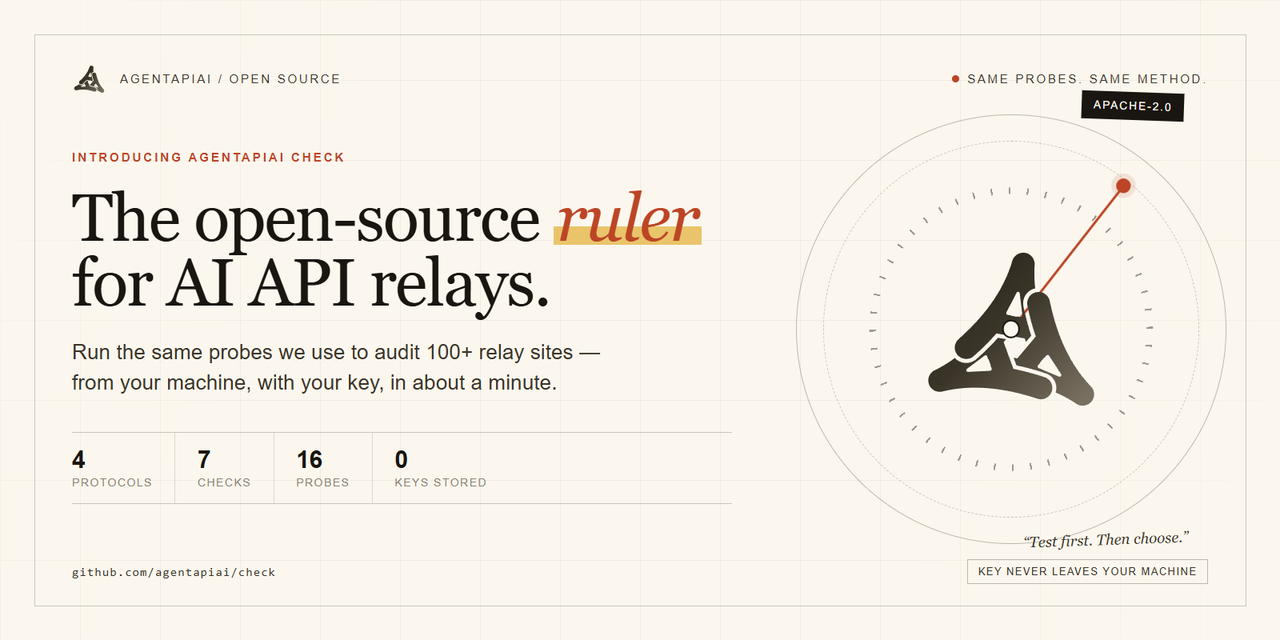 AGENTAPIAI / OPEN SOURCE
SAME PROBES. SAME METHOD.
APACHE-2.0
INTRODUCING AGENTAPIAI CHECK
The open-source ruler
for AI API relays.
Run the same probes we use to audit 100+ relay sites —
from your machine, with your key, in about a minute.
4
PROTOCOLS
7
CHECKS
16
PROBES
0
KEYS STORED
“Test first. Then choose.”
github.com/agentapiai/check
KEY NEVER LEAVES YOUR MACHINE